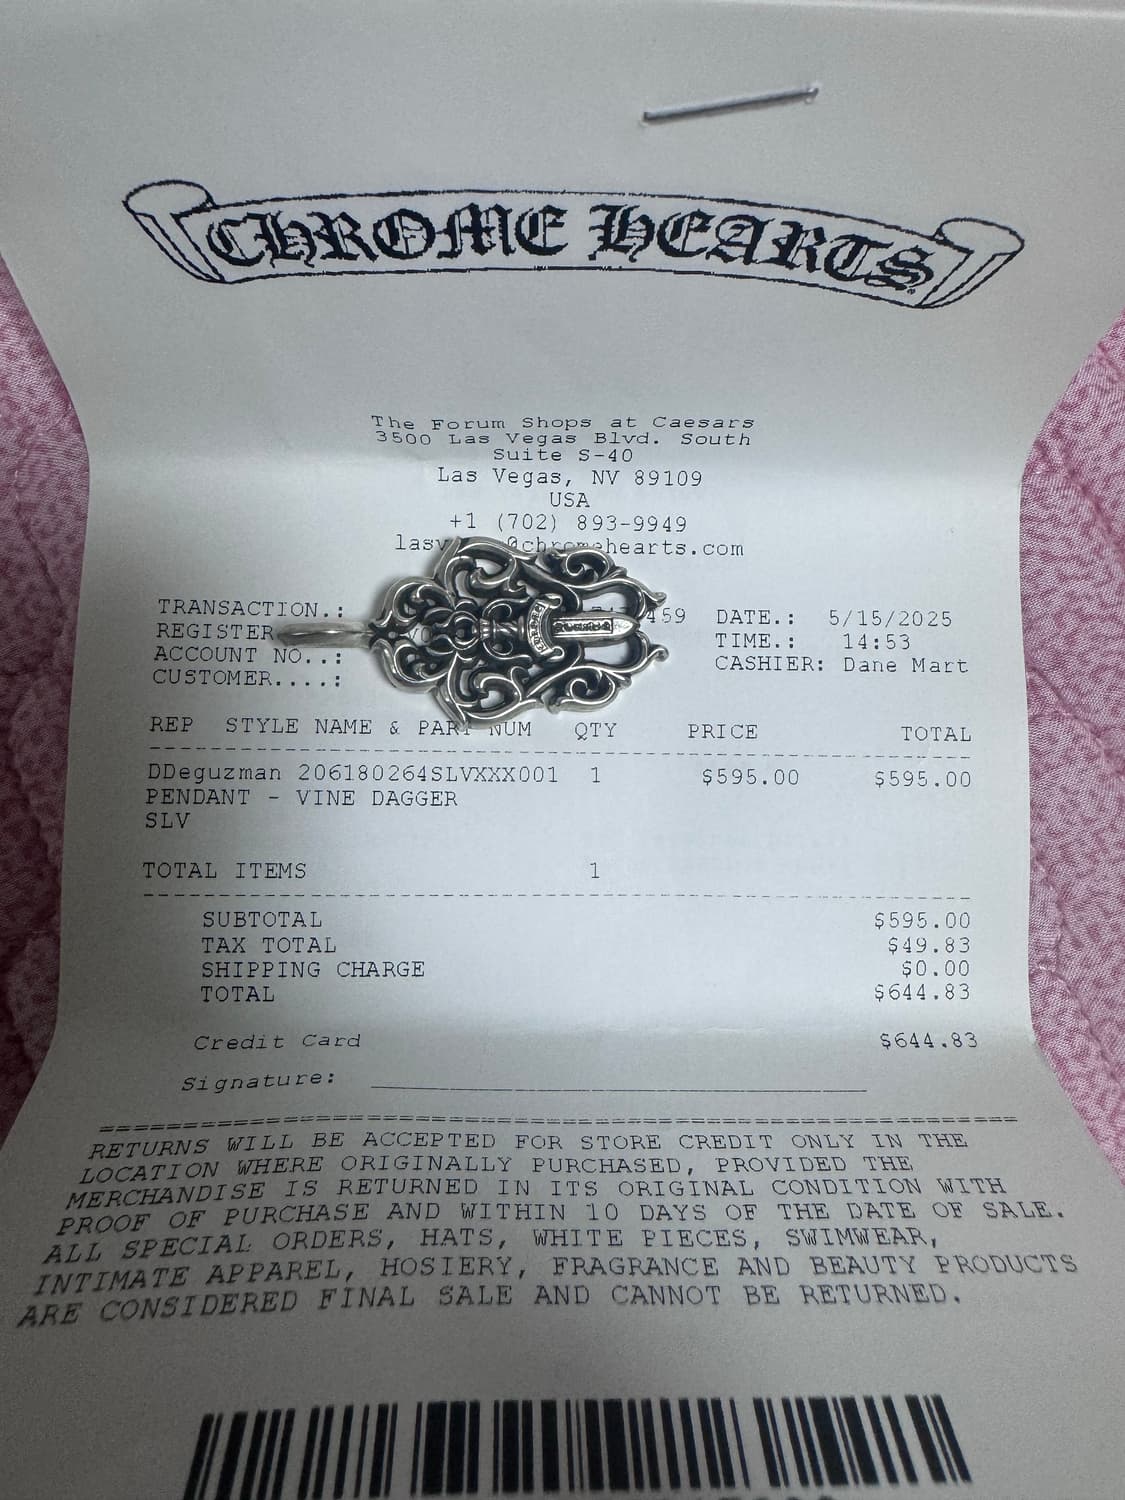 CHROME HEARTS
The Forum Shops at Caesars
3500 Las Vegas Blvd. South
Suite S-40
Las Vegas, NV 89109
USA
+1 (702) 893-9949
chromehearts.com
TRANSACTION.: 459 DATE.: 5/15/2025
REGISTER TIME.: 14:53
ACCOUNT NO..: CASHIER: Dane Mart
CUSTOMER....:
REP STYLE NAME & PART NUM QTY PRICE TOTAL
DDeguzman 206180264SLVXXX001 1 $595.00 $595.00
PENDANT - VINE DAGGER
SLV
TOTAL ITEMS 1
SUBTOTAL $595.00
TAX TOTAL $49.83
SHIPPING CHARGE $0.00
TOTAL $644.83
Credit Card $644.83
Signature:
RETURNS WILL BE ACCEPTED FOR STORE CREDIT ONLY IN THE
LOCATION WHERE ORIGINALLY PURCHASED, PROVIDED THE
MERCHANDISE IS RETURNED IN ITS ORIGINAL CONDITION WITH
PROOF OF PURCHASE AND WITHIN 10 DAYS OF THE DATE OF SALE.
ALL SPECIAL ORDERS, HATS, WHITE PIECES, SWIMWEAR,
INTIMATE APPAREL, HOSIERY, FRAGRANCE AND BEAUTY PRODUCTS
ARE CONSIDERED FINAL SALE AND CANNOT BE RETURNED.